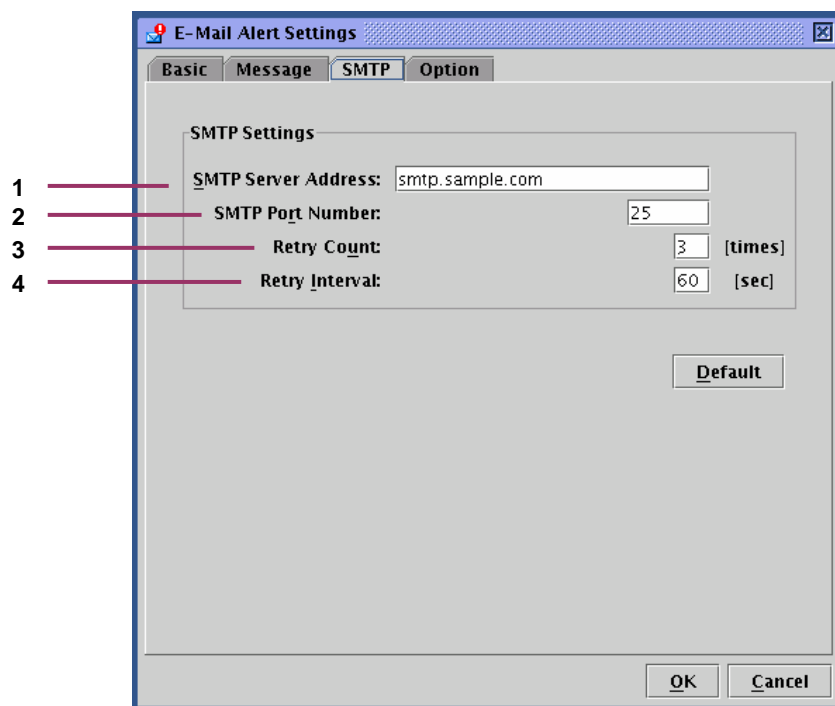 E-Mail Alert Settings
Basic Message SMTP Option
SMTP Settings
1 SMTP Server Address: smtp.sample.com
2 SMTP Port Number: 25
3 Retry Count: 3 [times]
4 Retry Interval: 60 [sec]
Default
OK Cancel